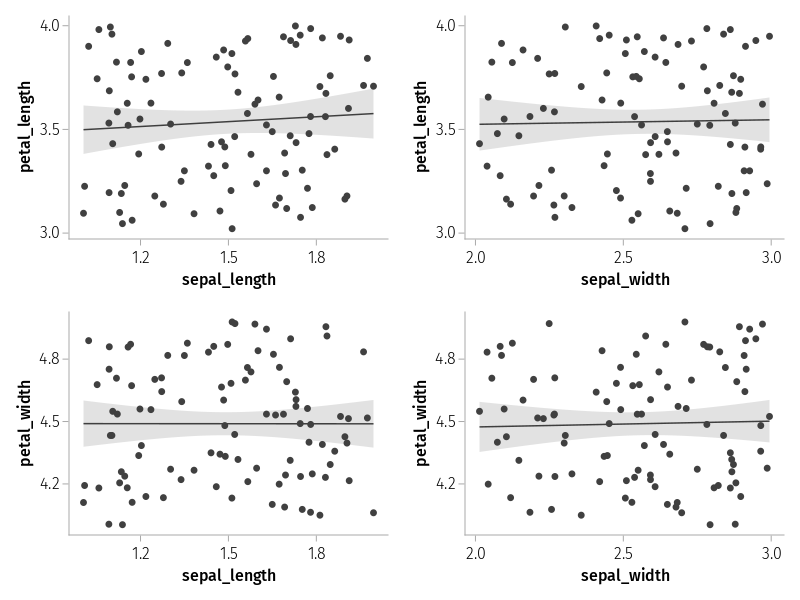 4.0
3.5
3.0
petal_length
1.2 1.5 1.8
sepal_length
4.0
3.5
3.0
petal_length
2.0 2.5 3.0
sepal_width
4.8
4.5
4.2
petal_width
1.2 1.5 1.8
sepal_length
4.8
4.5
4.2
petal_width
2.0 2.5 3.0
sepal_width